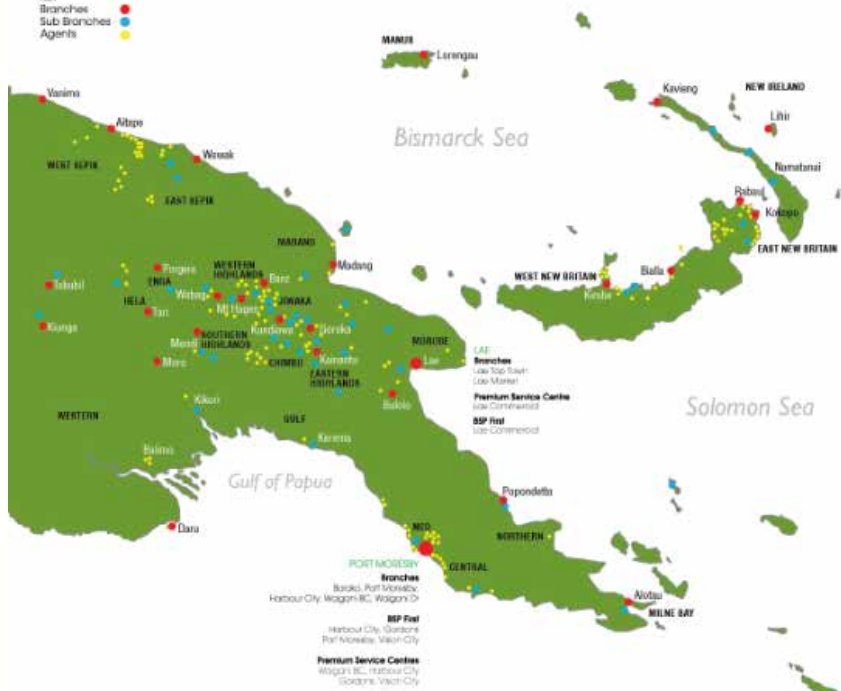 Branches
Sub Branches
Agents
MANUS
Lorengau
Vanimo
Aitape
Wewak
WEST SEPIK
EAST SEPIK
Bismarck Sea
Kavieng
NEW IRELAND
Lihir
Namatanai
Rabaul
Kokopo
EAST NEW BRITAIN
WEST NEW BRITAIN
Bialla
Kimbe
MADANG
Madang
WESTERN
HIGHLANDS
Banz
Porgera
ENGA
Wabag
Tabubil
HELA
Tari
JIWAKA
Mt Hagen
Kundiawa
Goroka
Kiunga
Mendi
SOUTHERN
HIGHLANDS
Moro
CHIMBU
Kainantu
EASTERN
HIGHLANDS
MOROBE
Lae
Bulolo
LAE
Branches
Lae Top Town
Lae Market
Premium Service Centre
Lae Commercial
BSP First
Lae Commercial
Solomon Sea
WESTERN
Kikori
GULF
Kerema
Balimo
Gulf of Papua
Daru
Popondetta
NORTHERN
NCD
CENTRAL
Alotau
MILNE BAY
PORT MORESBY
Branches
Boroko, Port Moresby,
Harbour City, Waigani BC, Waigani
BSP First
Harbour City, Gordons
Port Moresby, Vision City
Premium Service Centres
Waigani BC, Harbour City
Gordons, Vision City